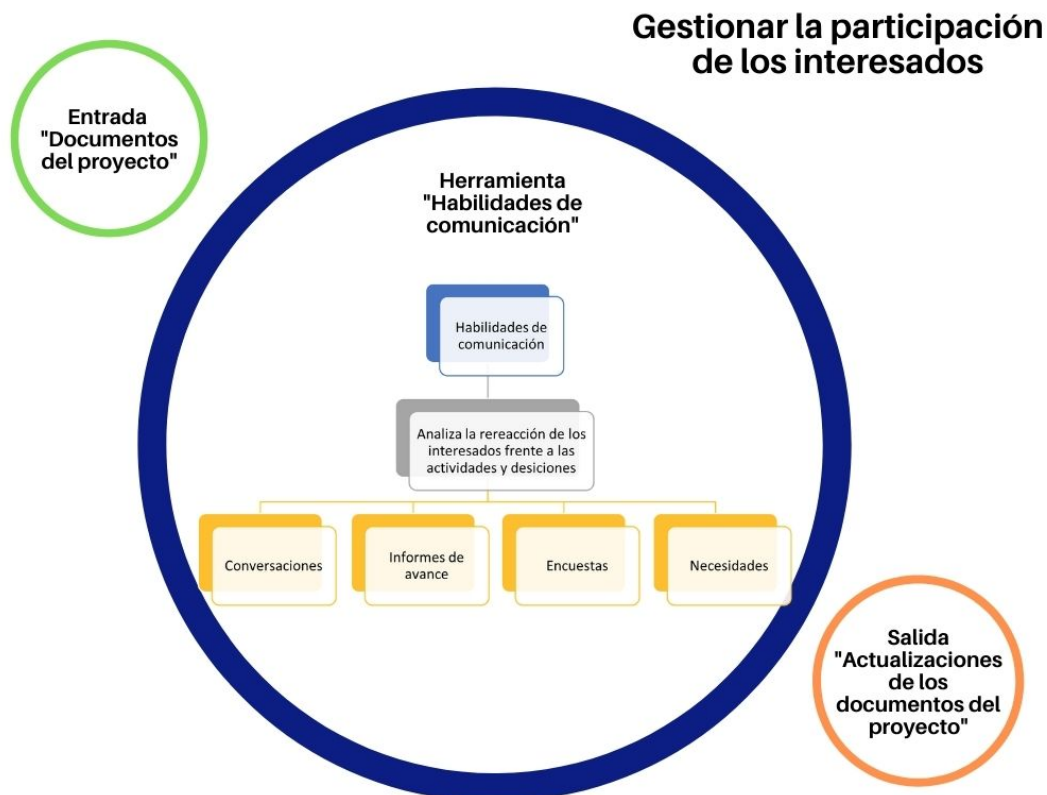 Gestionar la participación
de los interesados
Entrada
"Documentos
del proyecto"
Herramienta
"Habilidades de
comunicación"
Habilidades de
comunicación
Analiza la rereacción de los
interesados frente a las
actividades y desiciones
Conversaciones
Informes de
avance
Encuestas
Necesidades
Salida
"Actualizaciones
de los
documentos del
proyecto"